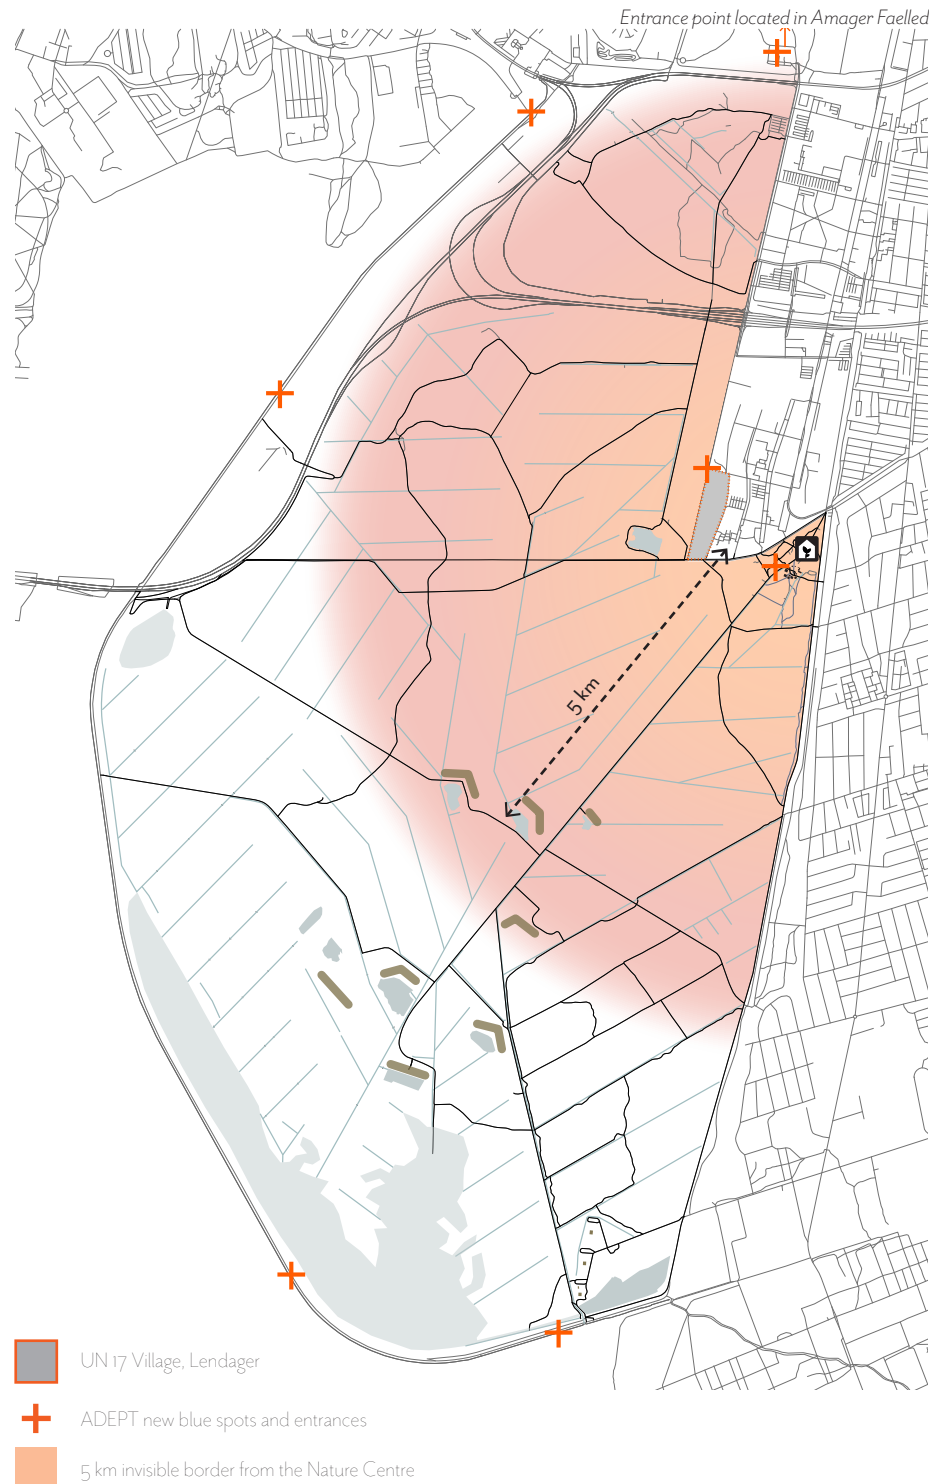 Entrance point located in Amager Faelled
5 km
UN 17 Village, Lendager
ADEPT new blue spots and entrances
5 km invisible border from the Nature Centre